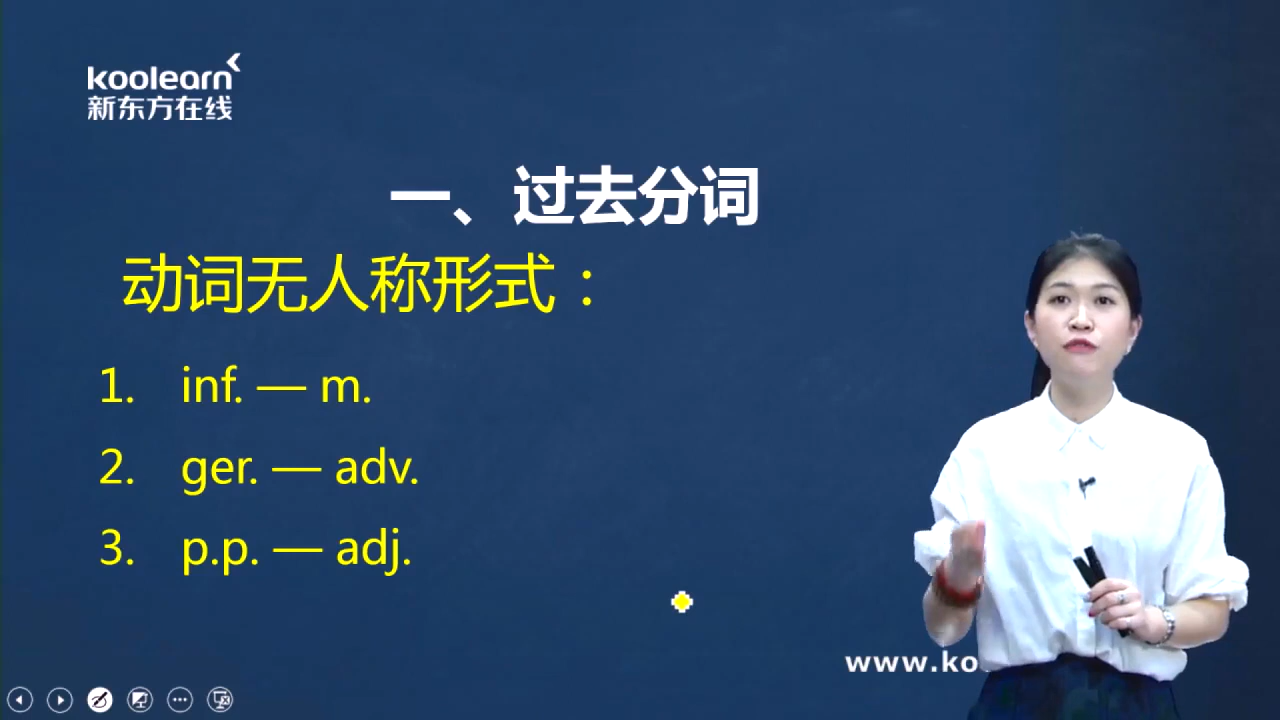 koolearn
新东方在线
一、过去分词
动词无人称形式：
1. inf. — m.
2. ger. — adv.
3. p.p. — adj.
www.ko